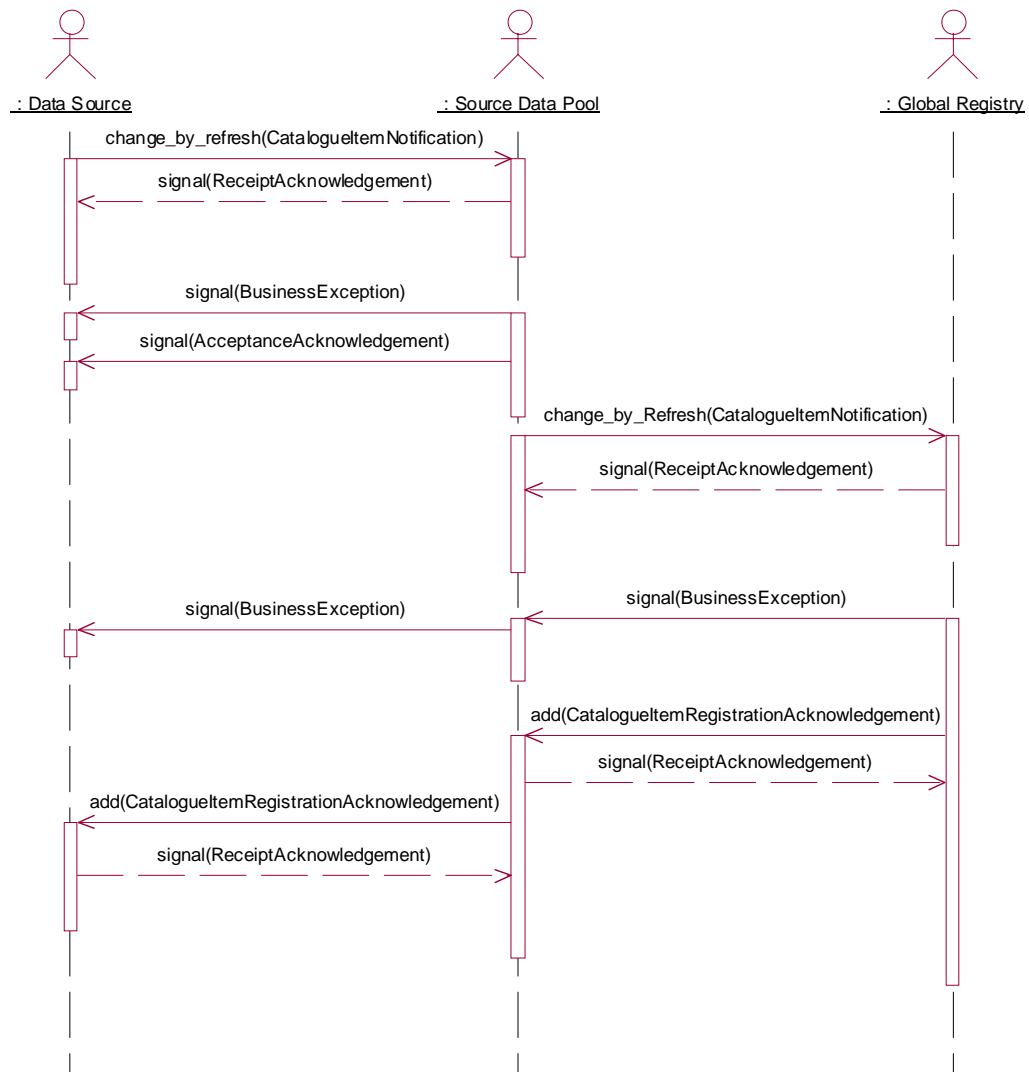 : Data Source
: Source Data Pool
: Global Registry
change_by_refresh(CatalogueItemNotification)
signal(ReceiptAcknowledgement)
signal(BusinessException)
signal(AcceptanceAcknowledgement)
change_by_Refresh(CatalogueItemNotification)
signal(ReceiptAcknowledgement)
signal(BusinessException)
signal(BusinessException)
add(CatalogueItemRegistrationAcknowledgement)
signal(ReceiptAcknowledgement)
add(CatalogueItemRegistrationAcknowledgement)
signal(ReceiptAcknowledgement)